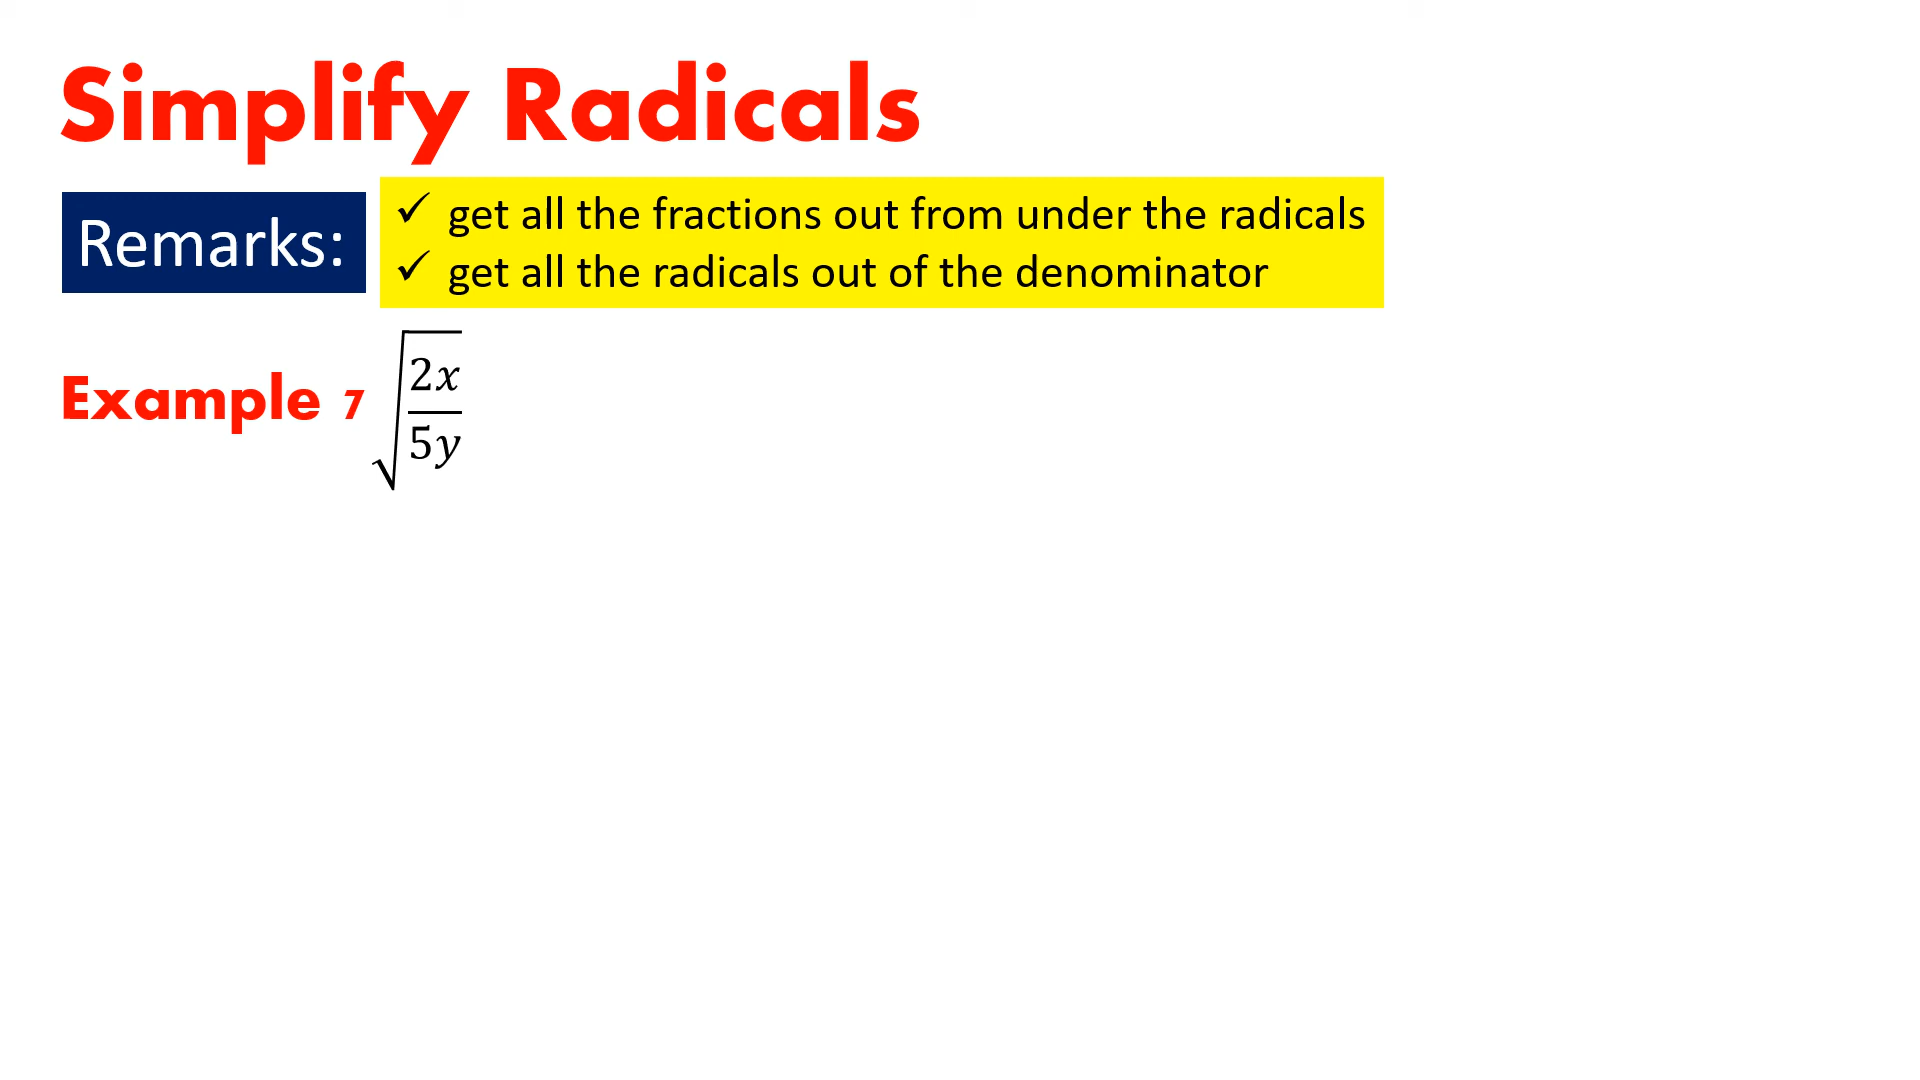 Simplify Radicals
Remarks:
✓ get all the fractions out from under the radicals
✓ get all the radicals out of the denominator
Example 7 √(2x/5y)